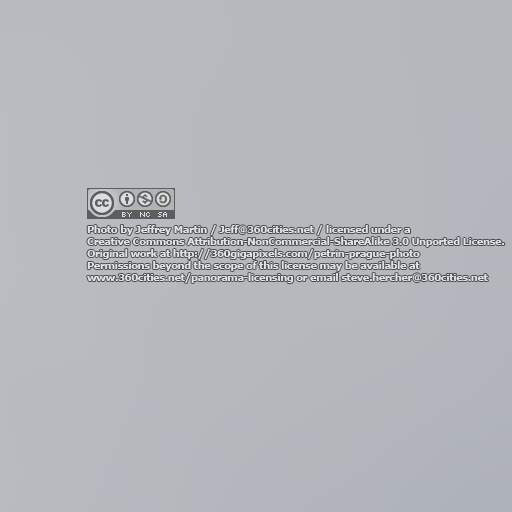 cc
BY NC SA
Photo by Jeffrey Martin / Jeff@360cities.net / licensed under a
Creative Commons Attribution-NonCommercial-ShareAlike 3.0 Unported License.
Original work at http://360gigapixels.com/petrin-prague-photo
Permissions beyond the scope of this license may be available at
www.360cities.net/panorama-licensing or email steve.hercher@360cities.net